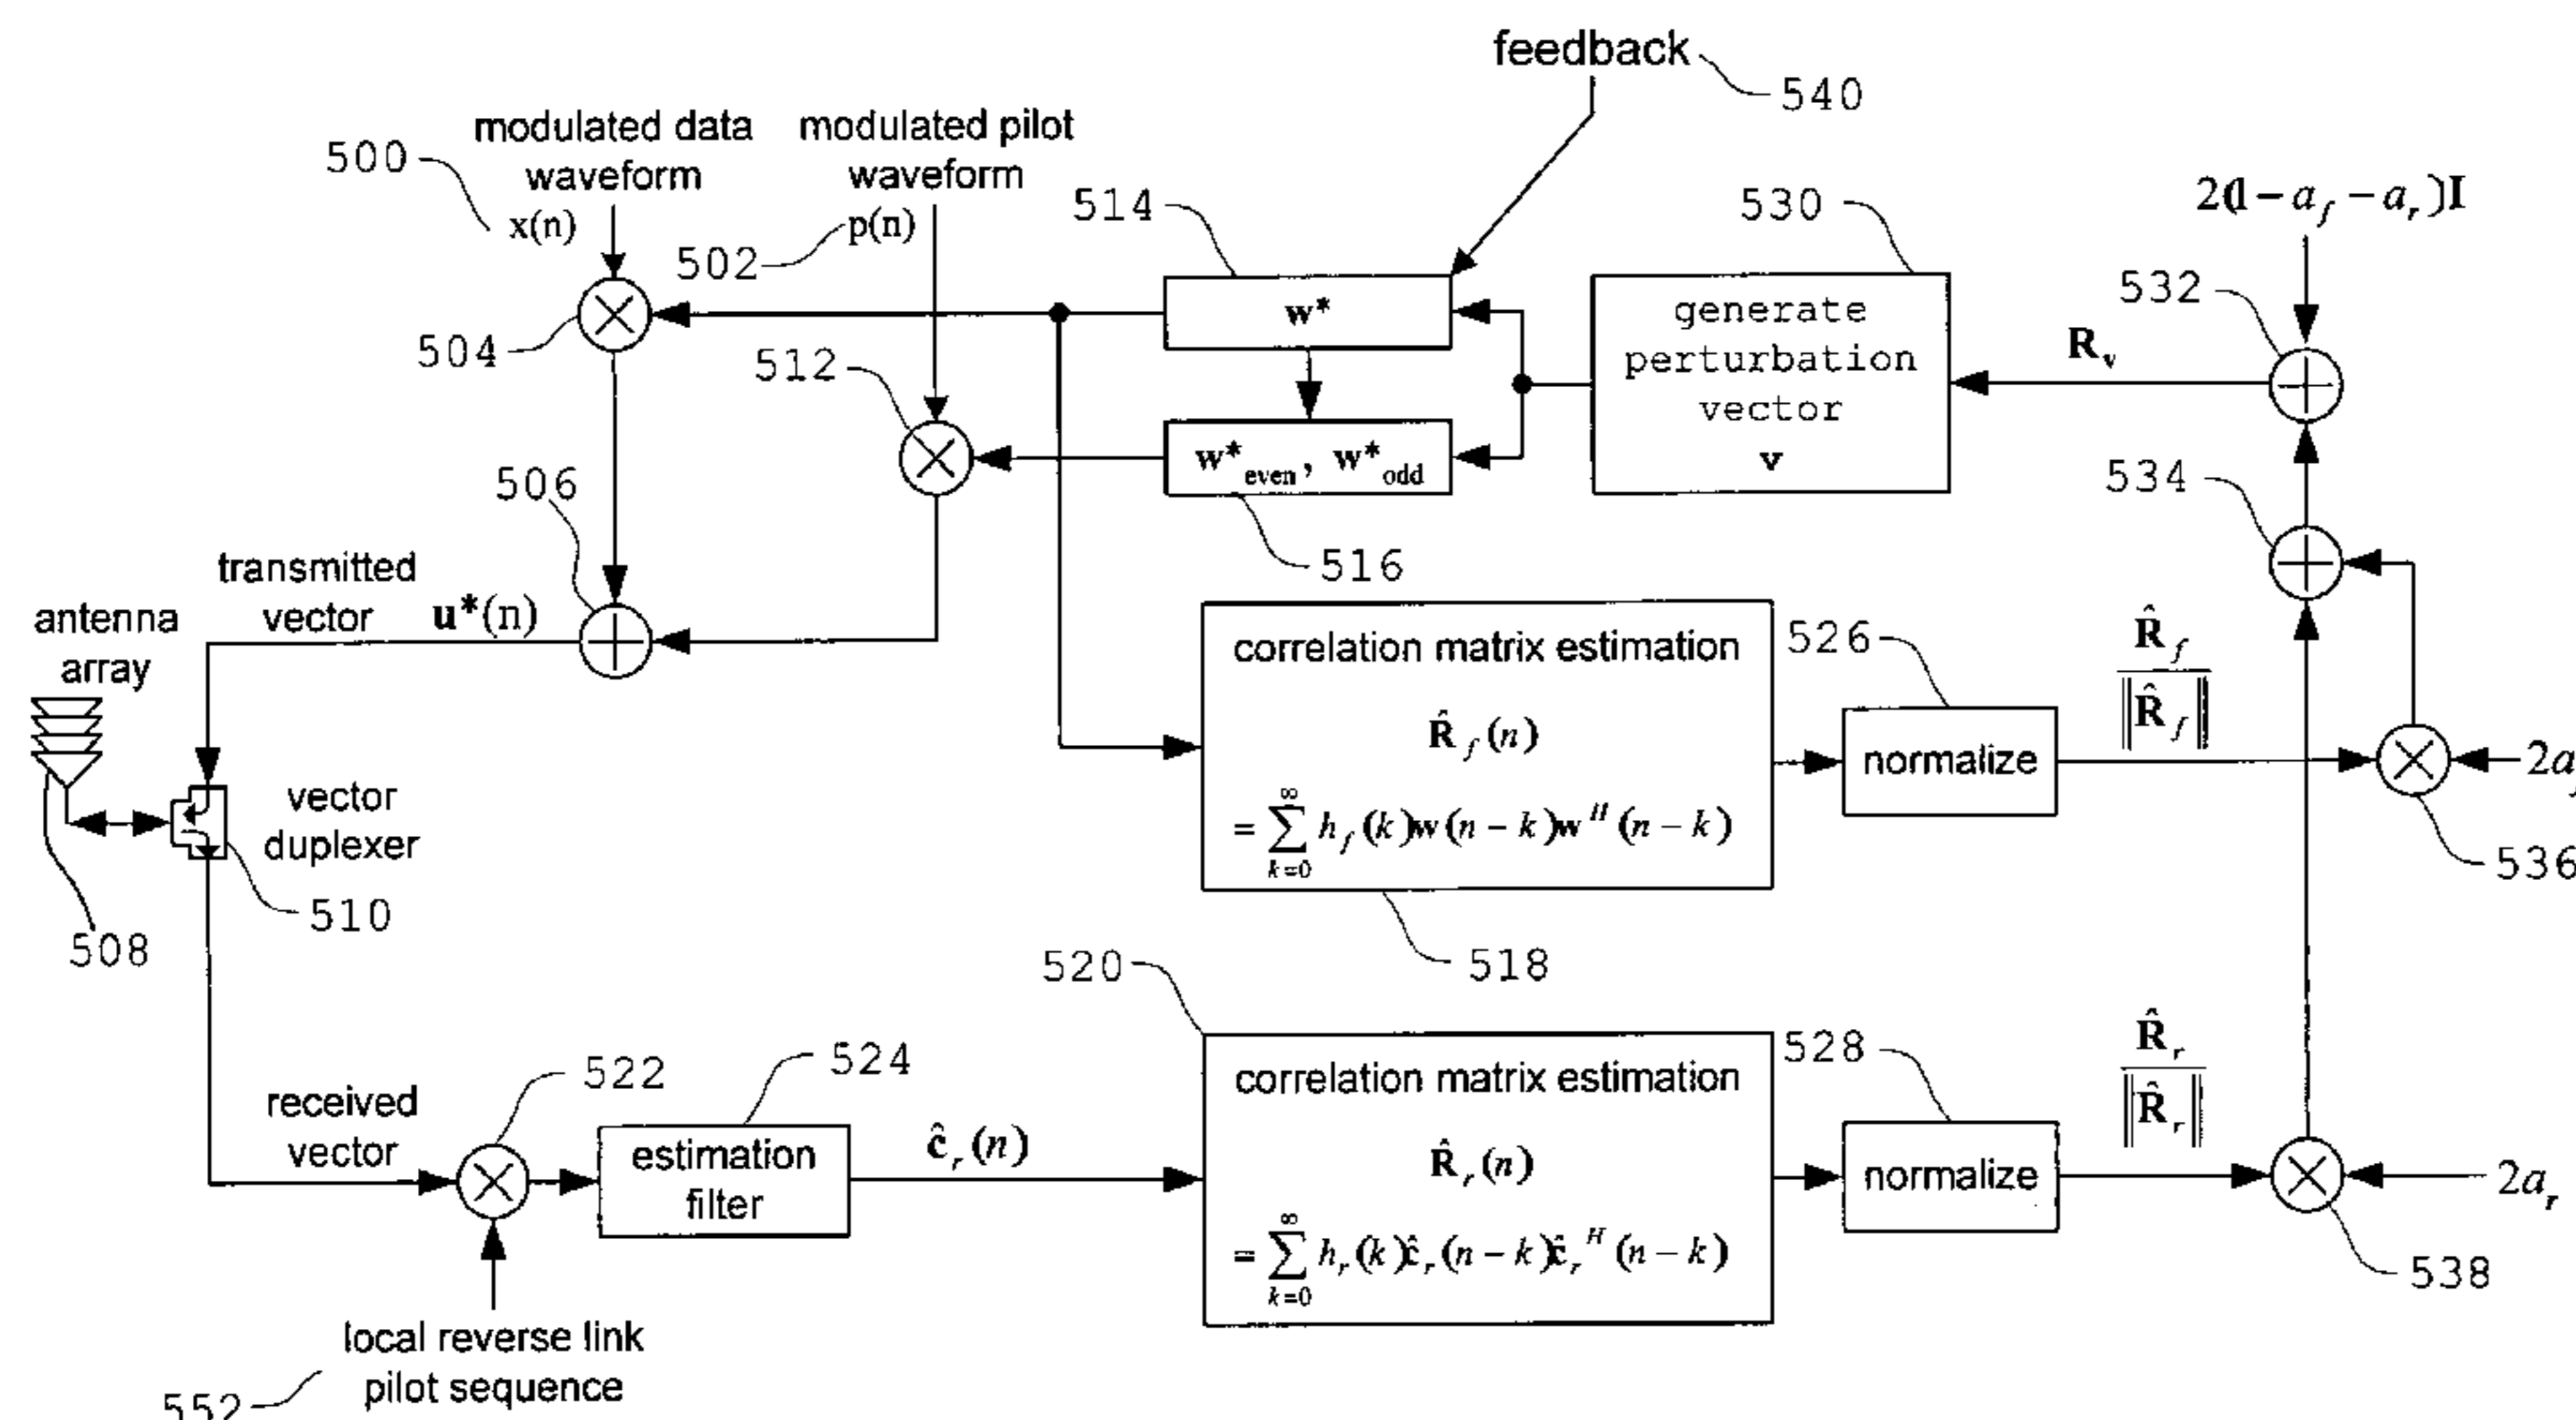 feedback
540
modulated data
waveform
x(n)
500
modulated pilot
waveform
p(n)
502
514
530
2(1 − a_f − a_r)I
532
504
w*
generate
perturbation
vector
v
R_v
512
w*_even, w*_odd
516
534
506
transmitted
vector
u*(n)
antenna
array
508
vector
duplexer
510
correlation matrix estimation
R̂_f(n)
= ∑_{k=0}^{∞} h_f(k)w(n − k)w^H(n − k)
518
526
normalize
R̂_f
‖R̂_f‖
536
520
received
vector
522
524
estimation
filter
ĉ_r(n)
correlation matrix estimation
R̂_r(n)
= ∑_{k=0}^{∞} h_r(k)ĉ_r(n − k)ĉ_r^H(n − k)
528
normalize
R̂_r
‖R̂_r‖
2a_r
538
local reverse link
pilot sequence
552